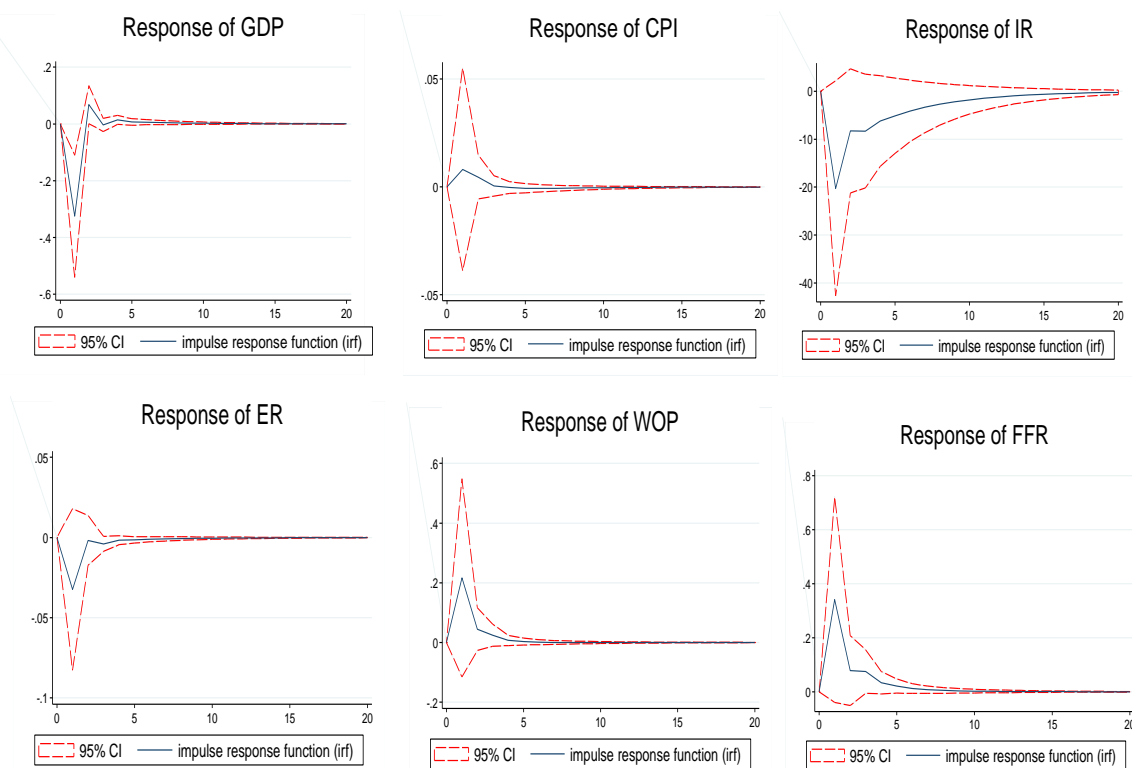 Response of GDP
.2
0
-.2
-.4
-.6
0 5 10 15 20
95% CI impulse response function (irf)
Response of CPI
.05
0
-.05
0 5 10 15 20
95% CI impulse response function (irf)
Response of IR
0
-10
-20
-30
-40
0 5 10 15 20
95% CI impulse response function (irf)
Response of ER
.05
0
-.05
-.1
0 5 10 15 20
95% CI impulse response function (irf)
Response of WOP
.6
.4
.2
0
-.2
0 5 10 15 20
95% CI impulse response function (irf)
Response of FFR
.8
.6
.4
.2
0
0 5 10 15 20
95% CI impulse response function (irf)